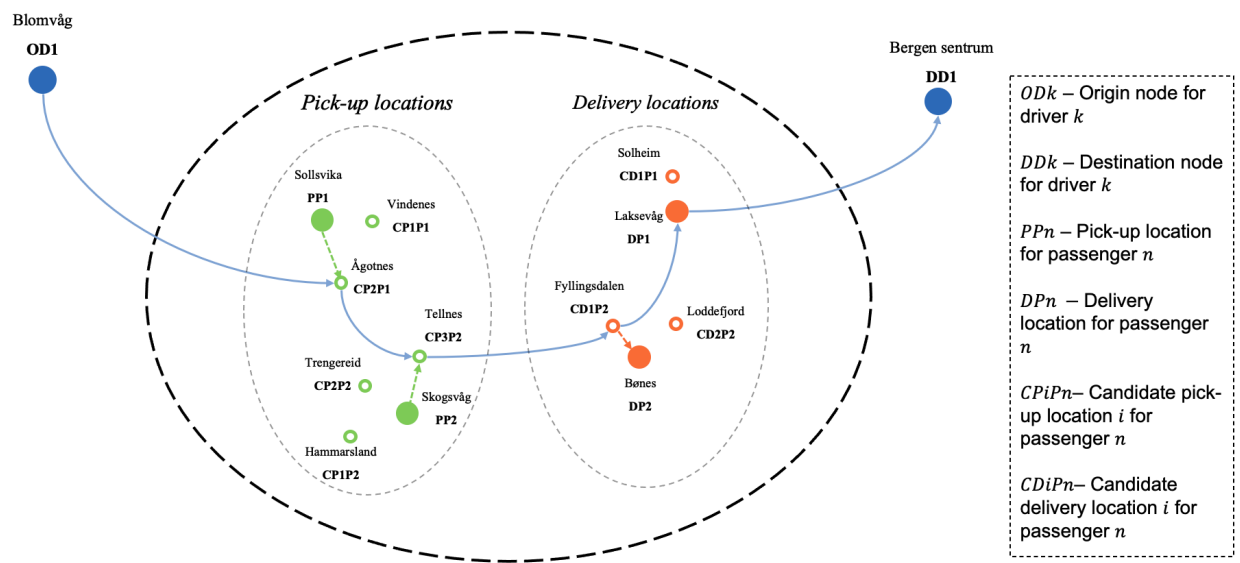 Blomvåg
OD1
Bergen sentrum
DD1
Pick-up locations
Delivery locations
Sollsvika
PP1
Vindenes
CP1P1
Ågotnes
CP2P1
Tellnes
CP3P2
Trengereid
CP2P2
Skogsvåg
PP2
Hammarsland
CP1P2
Solheim
CD1P1
Laksevåg
DP1
Fyllingsdalen
CD1P2
Loddefjord
CD2P2
Bønes
DP2
ODk – Origin node for
driver k
DDk – Destination node
for driver k
PPn – Pick-up location
for passenger n
DPn – Delivery
location for passenger
n
CPiPn– Candidate pick-
up location i for
passenger n
CDiPn– Candidate
delivery location i for
passenger n